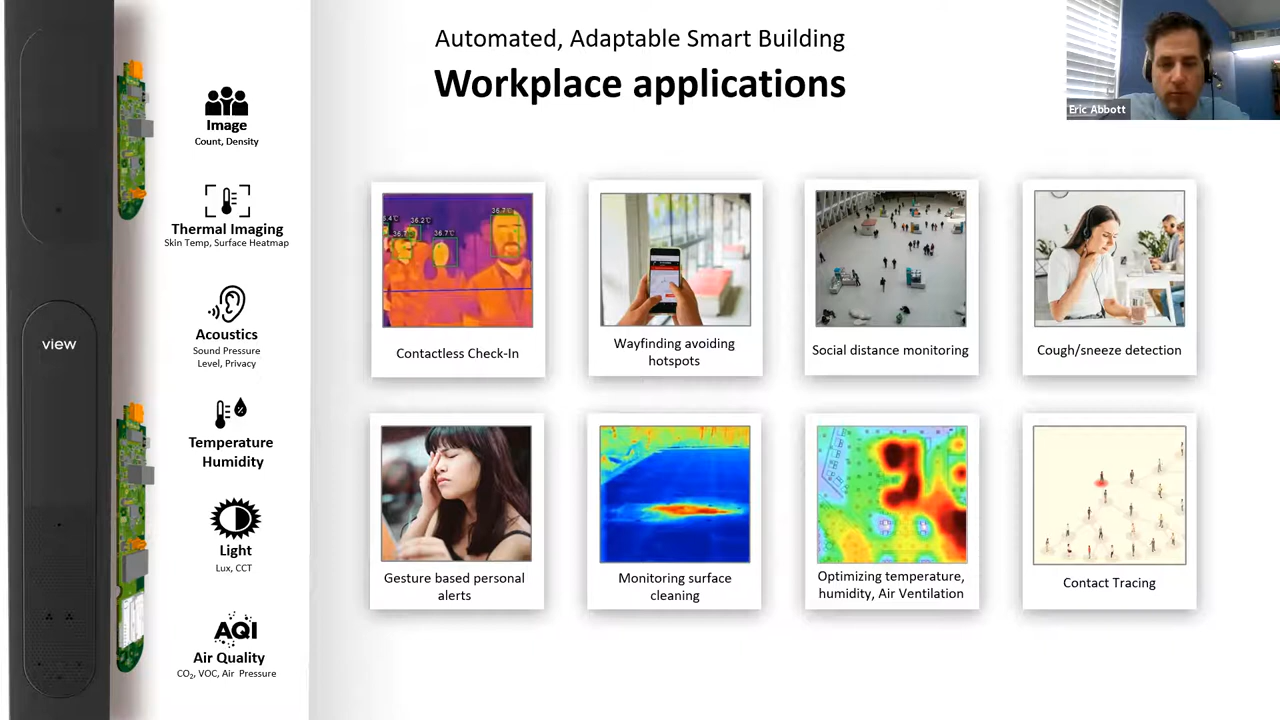 Automated, Adaptable Smart Building
Workplace applications
Eric Abbott
view
Image
Count, Density
Thermal Imaging
Skin Temp, Surface Heatmap
Acoustics
Sound Pressure
Level, Privacy
Temperature
Humidity
Light
Lux, CCT
AQI
Air Quality
CO₂, VOC, Air Pressure
36.2℃
36.7℃
36.7℃
Contactless Check-In
Wayfinding avoiding
hotspots
Social distance monitoring
Cough/sneeze detection
Gesture based personal
alerts
Monitoring surface
cleaning
Optimizing temperature,
humidity, Air Ventilation
Contact Tracing